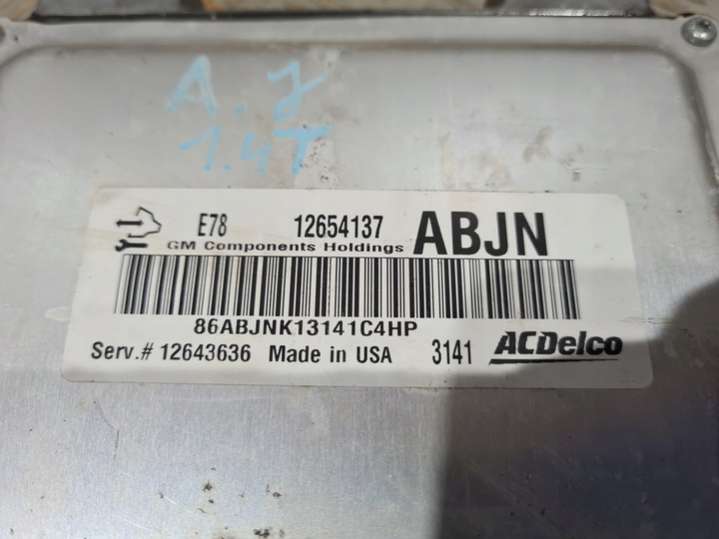 A.J
1.4T
E78 12654137 ABJN
GM Components Holdings
86ABJNK13141C4HP
Serv.# 12643636 Made in USA 3141 ACDelco